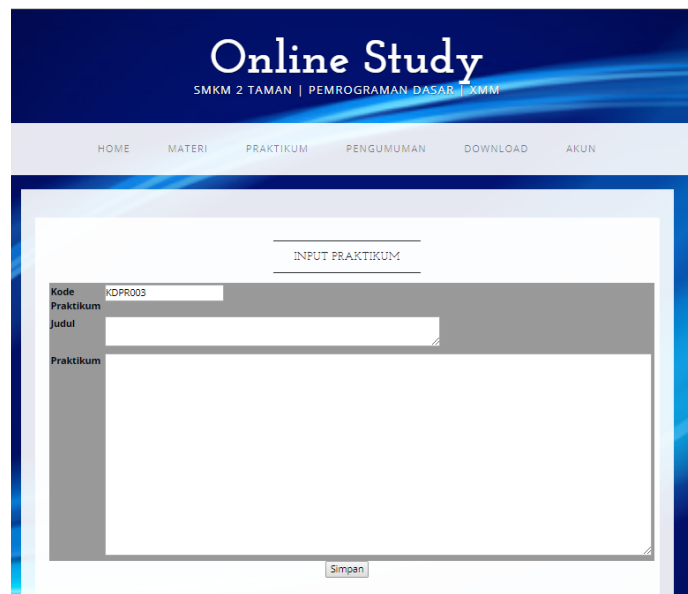 Online Study
SMKM 2 TAMAN | PEMROGRAMAN DASAR | XMM
HOME MATERI PRAKTIKUM PENGUMUMAN DOWNLOAD AKUN
INPUT PRAKTIKUM
Kode Praktikum KDPR003
Judul
Praktikum
Simpan